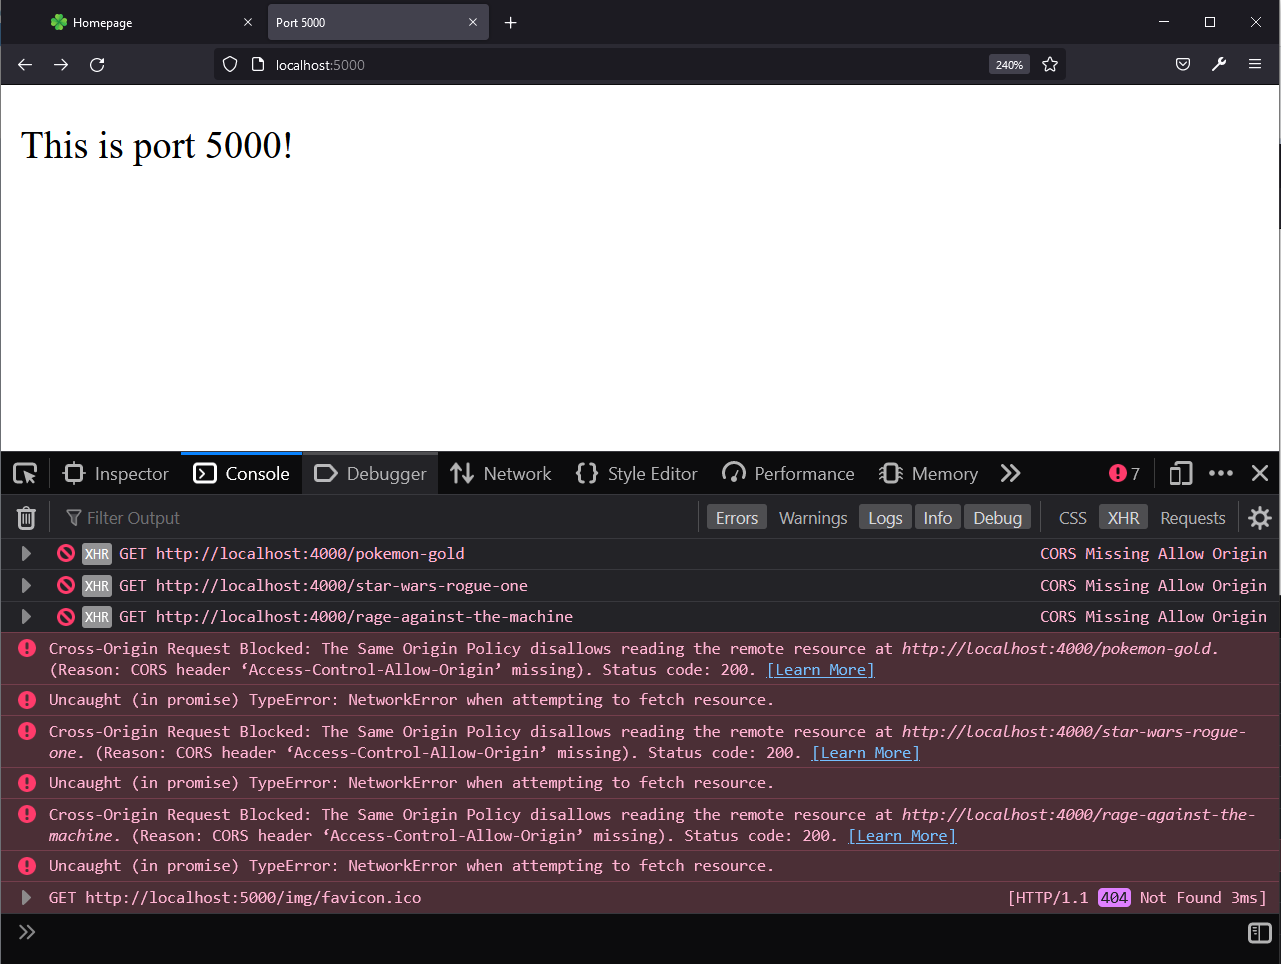 Homepage
Port 5000
localhost:5000
240%
This is port 5000!
Inspector
Console
Debugger
Network
Style Editor
Performance
Memory
7
Filter Output
Errors
Warnings
Logs
Info
Debug
CSS
XHR
Requests
XHR GET http://localhost:4000/pokemon-gold CORS Missing Allow Origin
XHR GET http://localhost:4000/star-wars-rogue-one CORS Missing Allow Origin
XHR GET http://localhost:4000/rage-against-the-machine CORS Missing Allow Origin
Cross-Origin Request Blocked: The Same Origin Policy disallows reading the remote resource at http://localhost:4000/pokemon-gold.
(Reason: CORS header ‘Access-Control-Allow-Origin’ missing). Status code: 200. [Learn More]
Uncaught (in promise) TypeError: NetworkError when attempting to fetch resource.
Cross-Origin Request Blocked: The Same Origin Policy disallows reading the remote resource at http://localhost:4000/star-wars-rogue-
one. (Reason: CORS header ‘Access-Control-Allow-Origin’ missing). Status code: 200. [Learn More]
Uncaught (in promise) TypeError: NetworkError when attempting to fetch resource.
Cross-Origin Request Blocked: The Same Origin Policy disallows reading the remote resource at http://localhost:4000/rage-against-the-
machine. (Reason: CORS header ‘Access-Control-Allow-Origin’ missing). Status code: 200. [Learn More]
Uncaught (in promise) TypeError: NetworkError when attempting to fetch resource.
GET http://localhost:5000/img/favicon.ico [HTTP/1.1 404 Not Found 3ms]